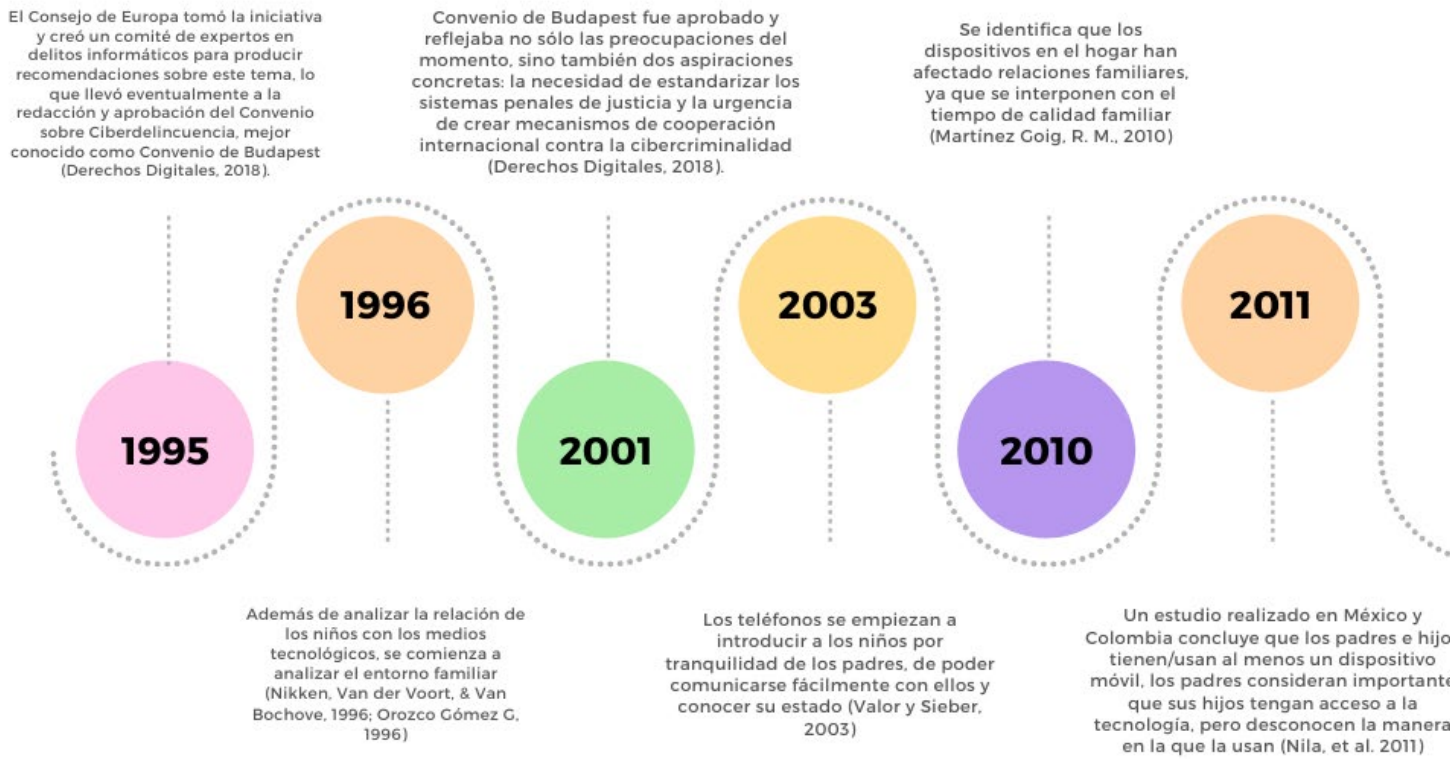 El Consejo de Europa tomó la iniciativa
y creó un comité de expertos en
delitos informáticos para producir
recomendaciones sobre este tema, lo
que llevó eventualmente a la
redacción y aprobación del Convenio
sobre Ciberdelincuencia, mejor
conocido como Convenio de Budapest
(Derechos Digitales, 2018).
Convenio de Budapest fue aprobado y
reflejaba no sólo las preocupaciones del
momento, sino también dos aspiraciones
concretas: la necesidad de estandarizar los
sistemas penales de justicia y la urgencia
de crear mecanismos de cooperación
internacional contra la cibercriminalidad
(Derechos Digitales, 2018).
Se identifica que los
dispositivos en el hogar han
afectado relaciones familiares,
ya que se interponen con el
tiempo de calidad familiar
(Martínez Goig, R. M., 2010)
1995
1996
2001
2003
2010
2011
Además de analizar la relación de
los niños con los medios
tecnológicos, se comienza a
analizar el entorno familiar
(Nikken, Van der Voort, & Van
Bochove, 1996; Orozco Gómez G,
1996)
Los teléfonos se empiezan a
introducir a los niños por
tranquilidad de los padres, de poder
comunicarse fácilmente con ellos y
conocer su estado (Valor y Sieber,
2003)
Un estudio realizado en México y
Colombia concluye que los padres e hijo
tienen/usan al menos un dispositivo
móvil, los padres consideran importante
que sus hijos tengan acceso a la
tecnología, pero desconocen la manera
en la que la usan (Nila, et al. 2011)